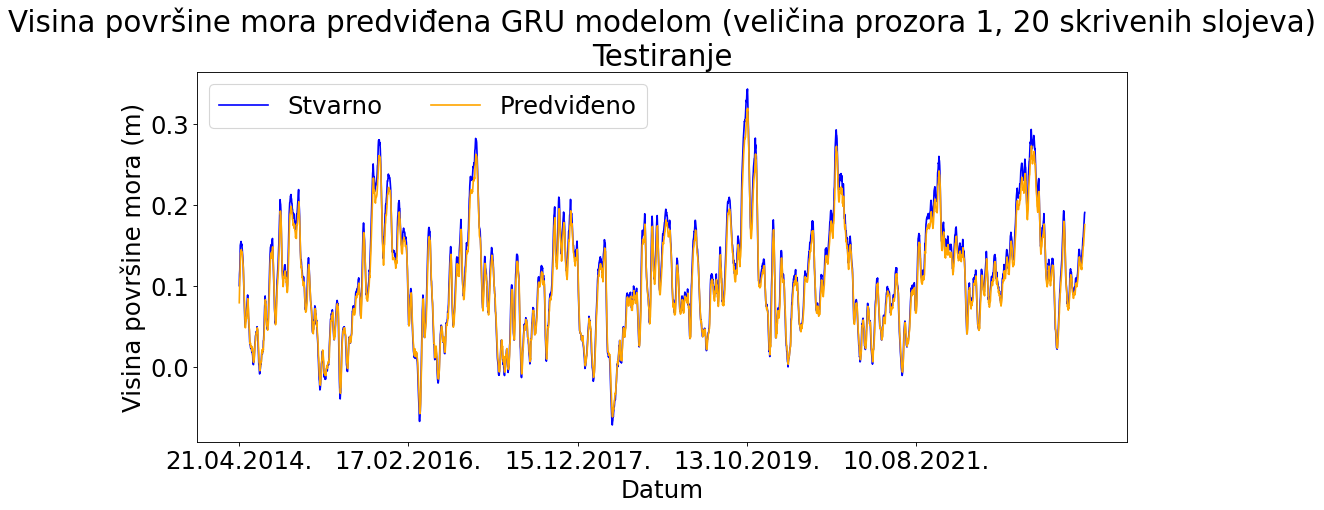 Visina površine mora predviđena GRU modelom (veličina prozora 1, 20 skrivenih slojeva)
Testiranje
Stvarno
Predviđeno
Visina površine mora (m)
0.3
0.2
0.1
0.0
21.04.2014.
17.02.2016.
15.12.2017.
13.10.2019.
10.08.2021.
Datum